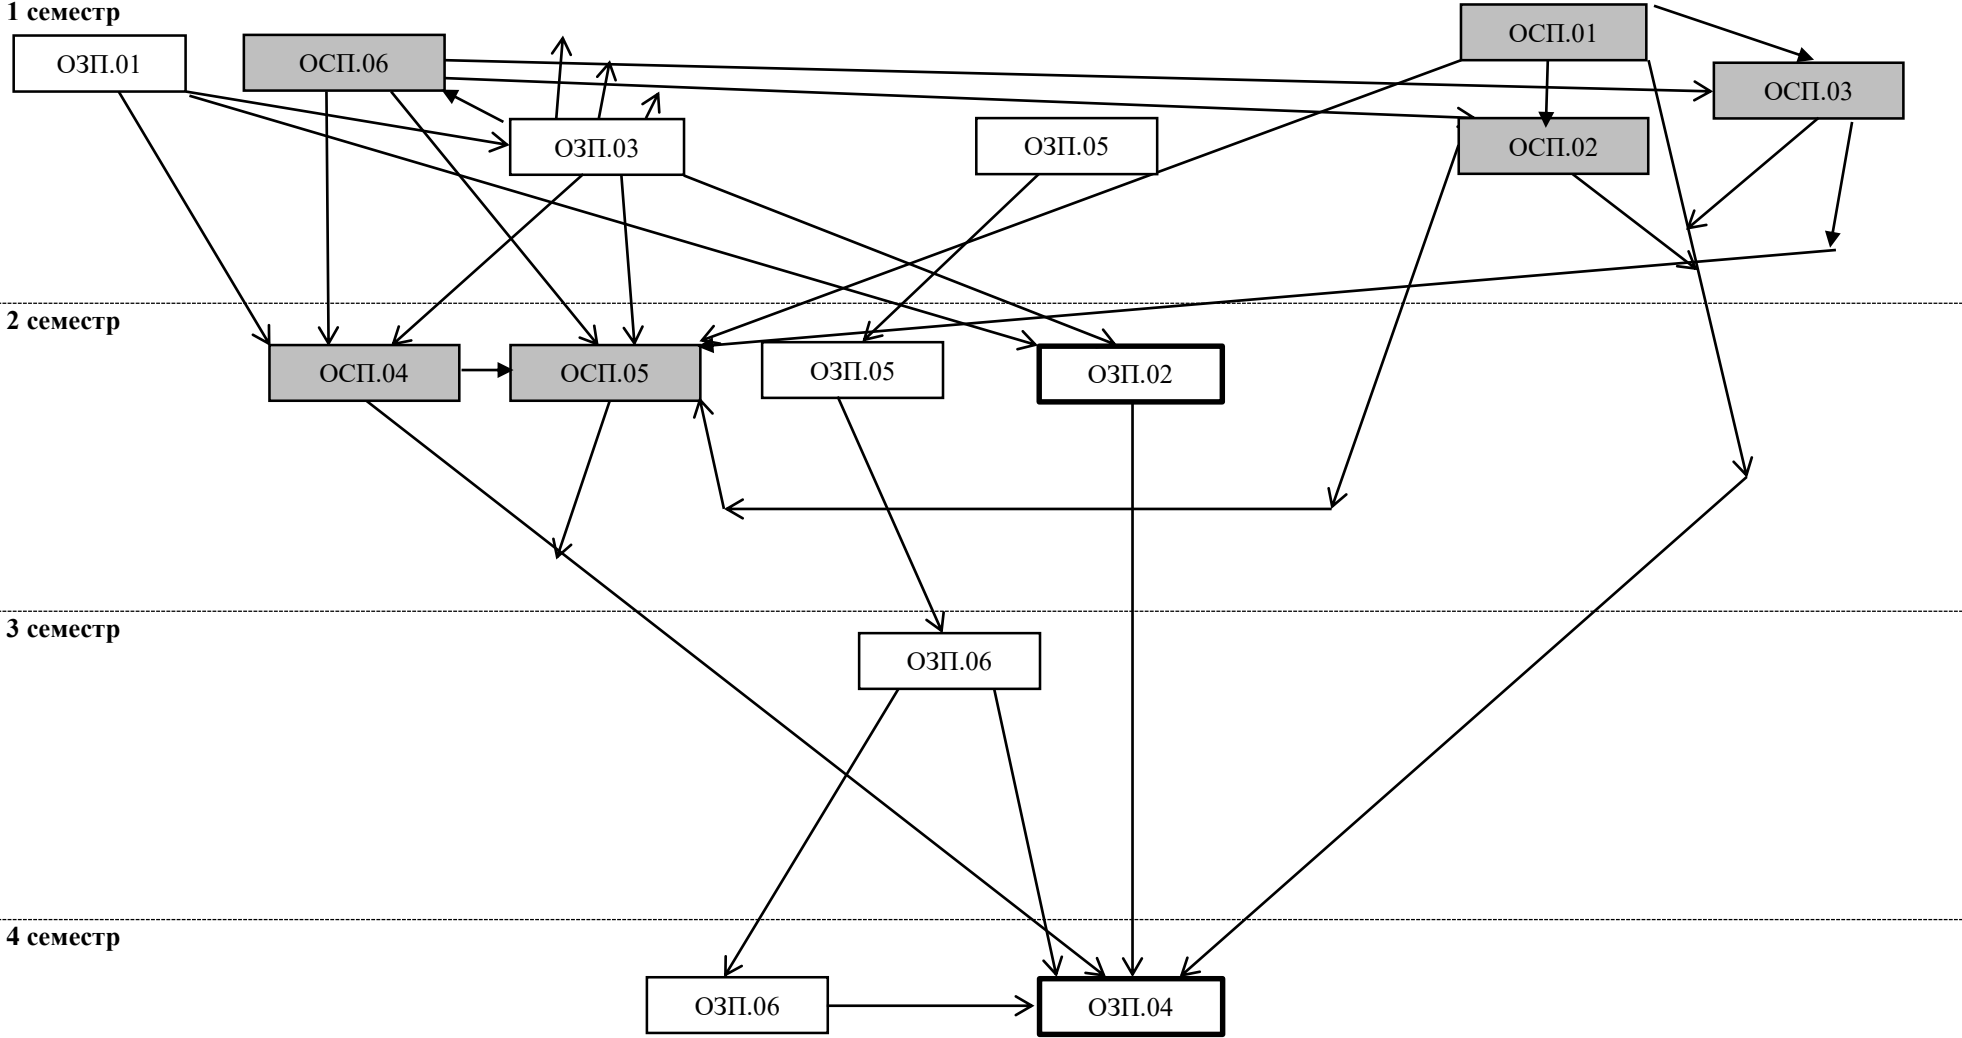 1 семестр
ОЗП.01
ОСП.06
ОСП.01
ОСП.03
ОЗП.03
ОЗП.05
ОСП.02
2 семестр
ОСП.04
ОСП.05
ОЗП.05
ОЗП.02
3 семестр
ОЗП.06
4 семестр
ОЗП.06
ОЗП.04